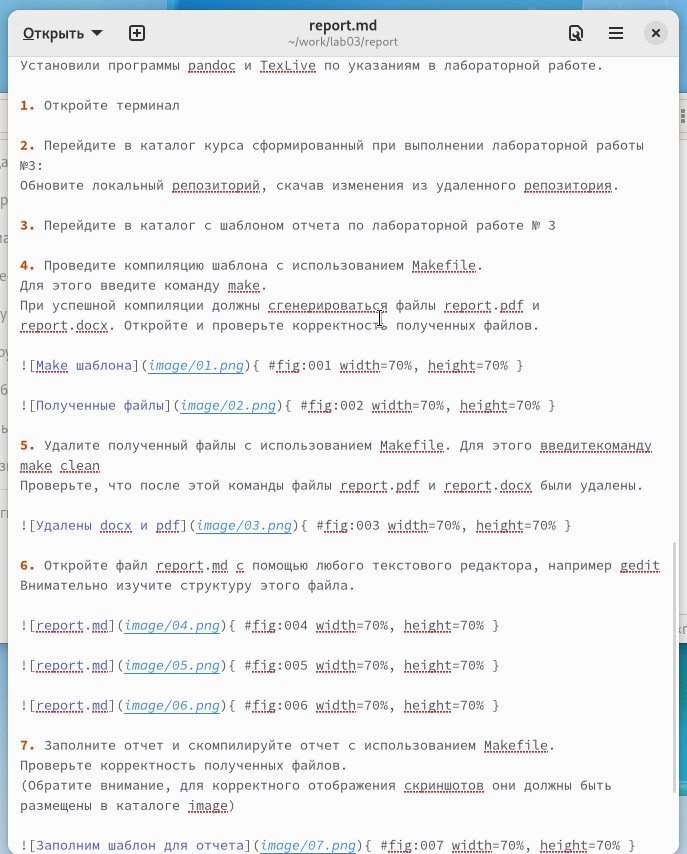 Открыть
report.md
~/work/lab03/report
Установили программы pandoc и TexLive по указаниям в лабораторной работе.
1. Откройте терминал
2. Перейдите в каталог курса сформированный при выполнении лабораторной работы
№3:
Обновите локальный репозиторий, скачав изменения из удаленного репозитория.
3. Перейдите в каталог с шаблоном отчета по лабораторной работе № 3
4. Проведите компиляцию шаблона с использованием Makefile.
Для этого введите команду make.
При успешной компиляции должны сгенерироваться файлы report.pdf и
report.docx. Откройте и проверьте корректность полученных файлов.
![Make шаблона](image/01.png){ #fig:001 width=70%, height=70% }
![Полученные файлы](image/02.png){ #fig:002 width=70%, height=70% }
5. Удалите полученный файлы с использованием Makefile. Для этого введитекоманду
make clean
Проверьте, что после этой команды файлы report.pdf и report.docx были удалены.
![Удалены docx и pdf](image/03.png){ #fig:003 width=70%, height=70% }
6. Откройте файл report.md c помощью любого текстового редактора, например gedit
Внимательно изучите структуру этого файла.
![report.md](image/04.png){ #fig:004 width=70%, height=70% }
![report.md](image/05.png){ #fig:005 width=70%, height=70% }
![report.md](image/06.png){ #fig:006 width=70%, height=70% }
7. Заполните отчет и скомпилируйте отчет с использованием Makefile.
Проверьте корректность полученных файлов.
(Обратите внимание, для корректного отображения скриншотов они должны быть
размещены в каталоге image)
![Заполним шаблон для отчета](image/07.png){ #fig:007 width=70%, height=70% }